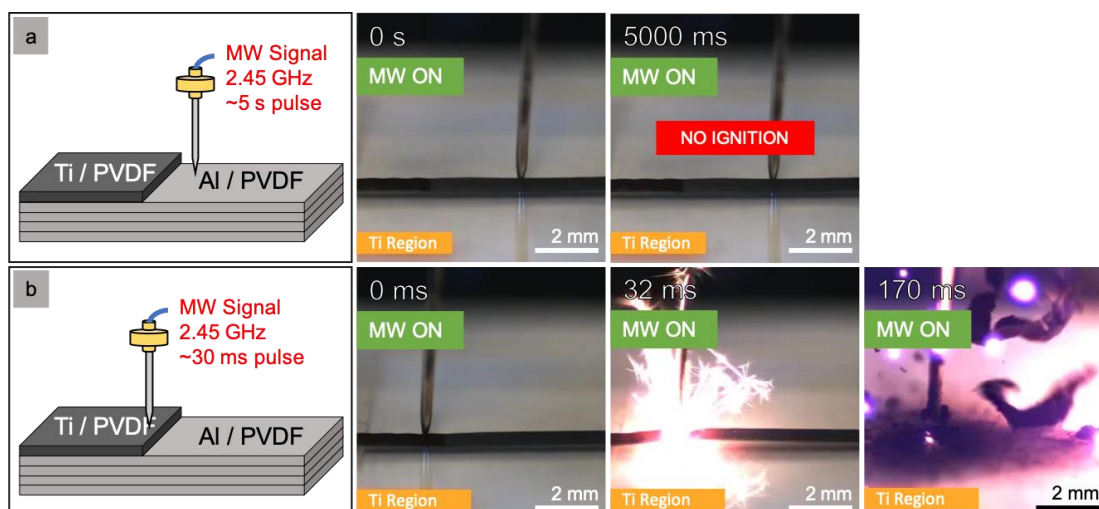 a
MW Signal
2.45 GHz
~5 s pulse
Ti / PVDF
Al / PVDF
0 s
MW ON
Ti Region
2 mm
5000 ms
MW ON
NO IGNITION
Ti Region
2 mm
b
MW Signal
2.45 GHz
~30 ms pulse
Ti / PVDF
Al / PVDF
0 ms
MW ON
Ti Region
2 mm
32 ms
MW ON
Ti Region
2 mm
170 ms
MW ON
Ti Region
2 mm